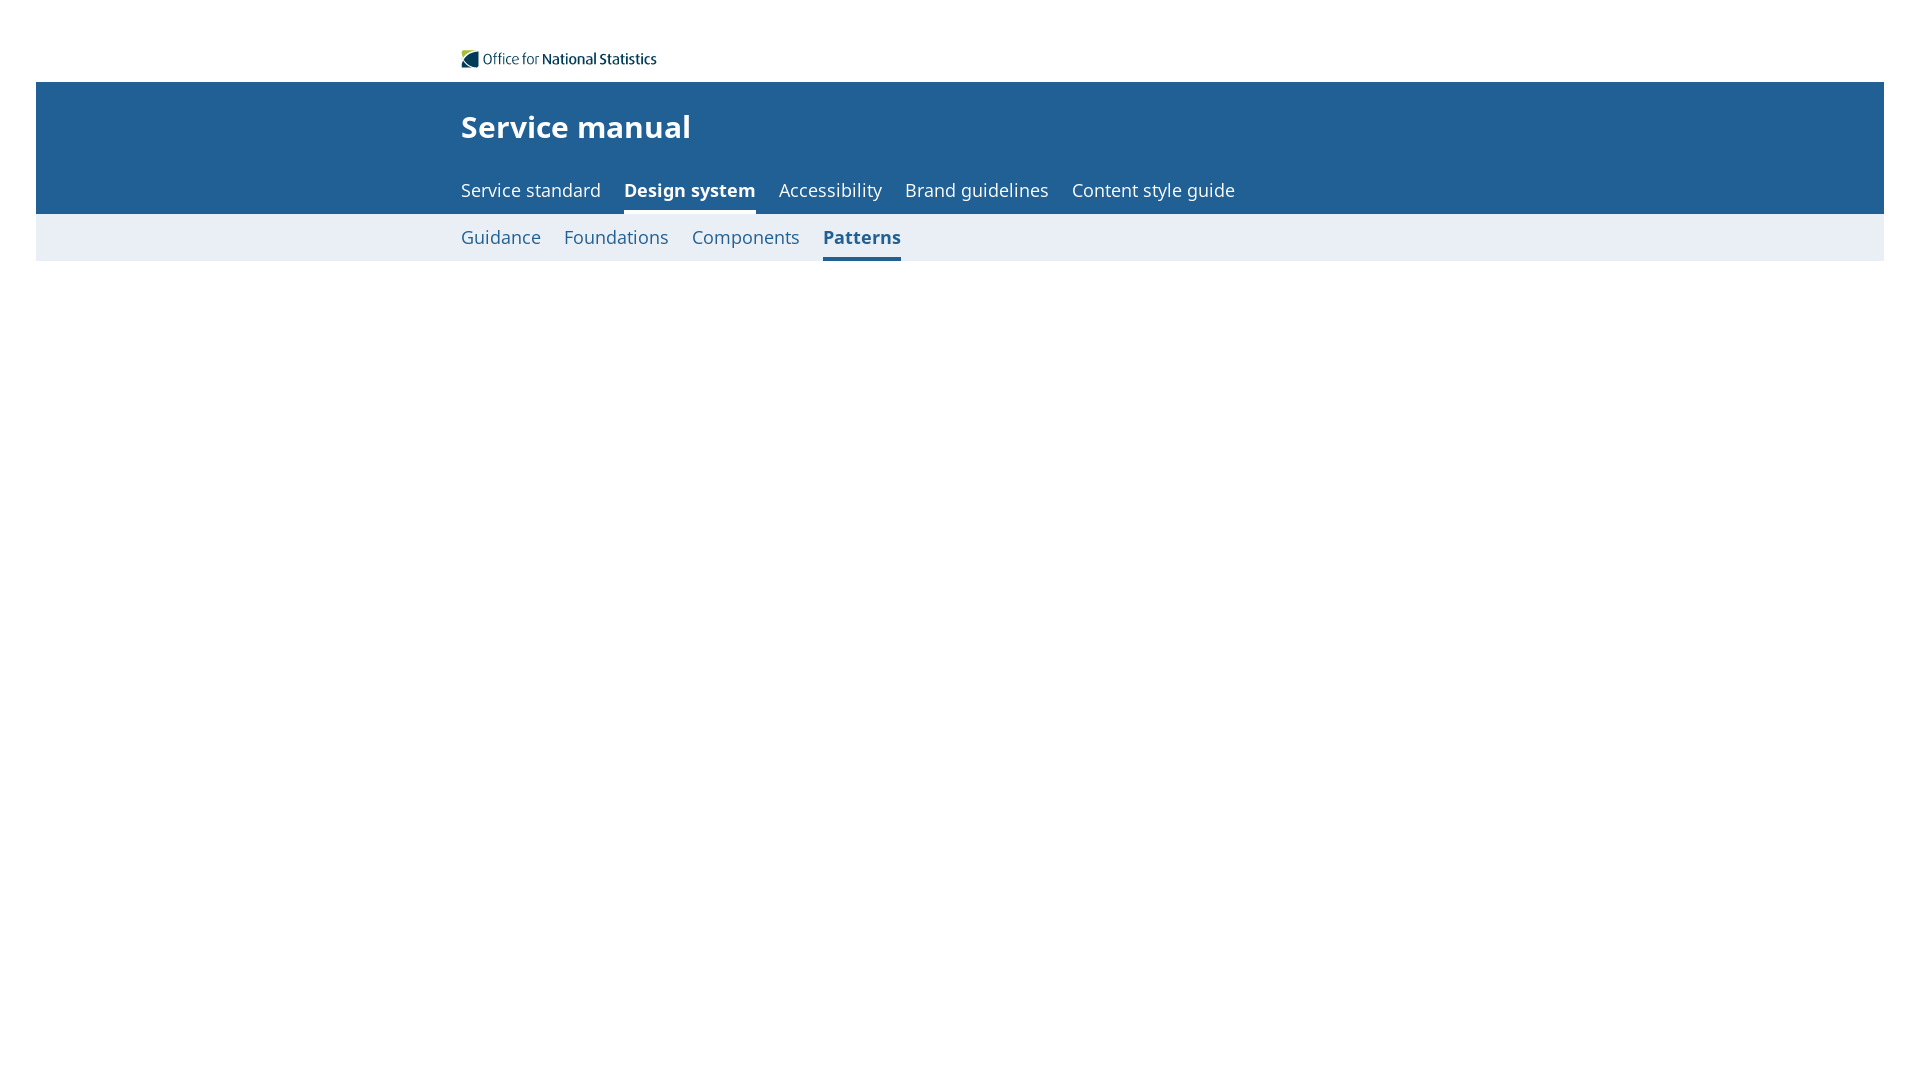 Office for National Statistics
Service manual
Service standard Design system Accessibility Brand guidelines Content style guide
Guidance Foundations Components Patterns